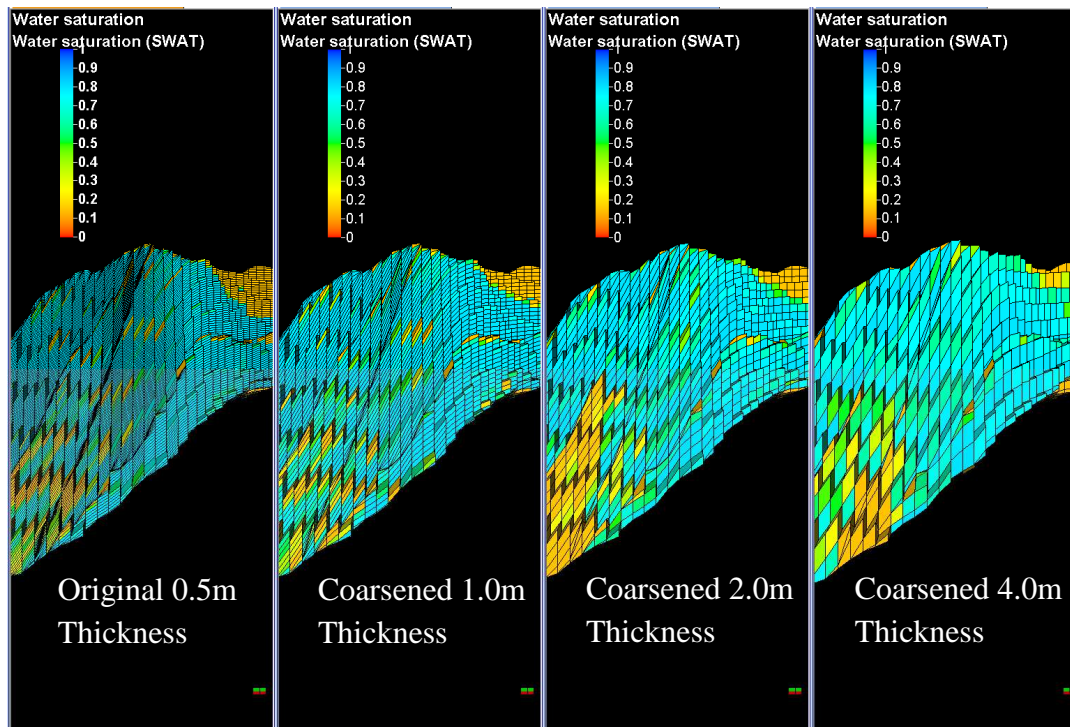 Water saturation
Water saturation (SWAT)
1
0.9
0.8
0.7
0.6
0.5
0.4
0.3
0.2
0.1
0
Original 0.5m
Thickness
Water saturation
Water saturation (SWAT)
1
0.9
0.8
0.7
0.6
0.5
0.4
0.3
0.2
0.1
0
Coarsened 1.0m
Thickness
Water saturation
Water saturation (SWAT)
1
0.9
0.8
0.7
0.6
0.5
0.4
0.3
0.2
0.1
0
Coarsened 2.0m
Thickness
Water saturation
Water saturation (SWAT)
1
0.9
0.8
0.7
0.6
0.5
0.4
0.3
0.2
0.1
0
Coarsened 4.0m
Thickness